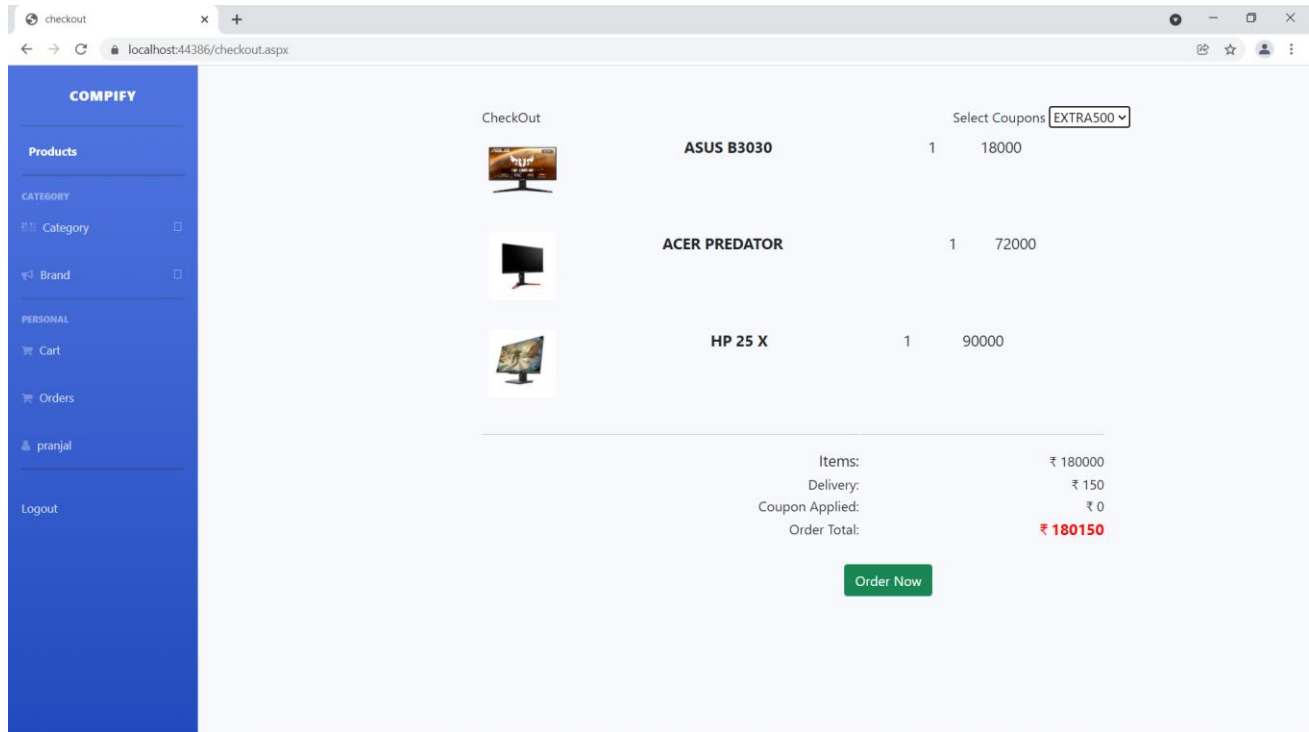 checkout
localhost:44386/checkout.aspx
COMPIFY
Products
CATEGORY
Category
Brand
PERSONAL
Cart
Orders
pranjal
Logout
CheckOut Select Coupons EXTRA500
ASUS B3030 1 18000
ACER PREDATOR 1 72000
HP 25 X 1 90000
Items: ₹ 180000
Delivery: ₹ 150
Coupon Applied: ₹ 0
Order Total: ₹ 180150
Order Now